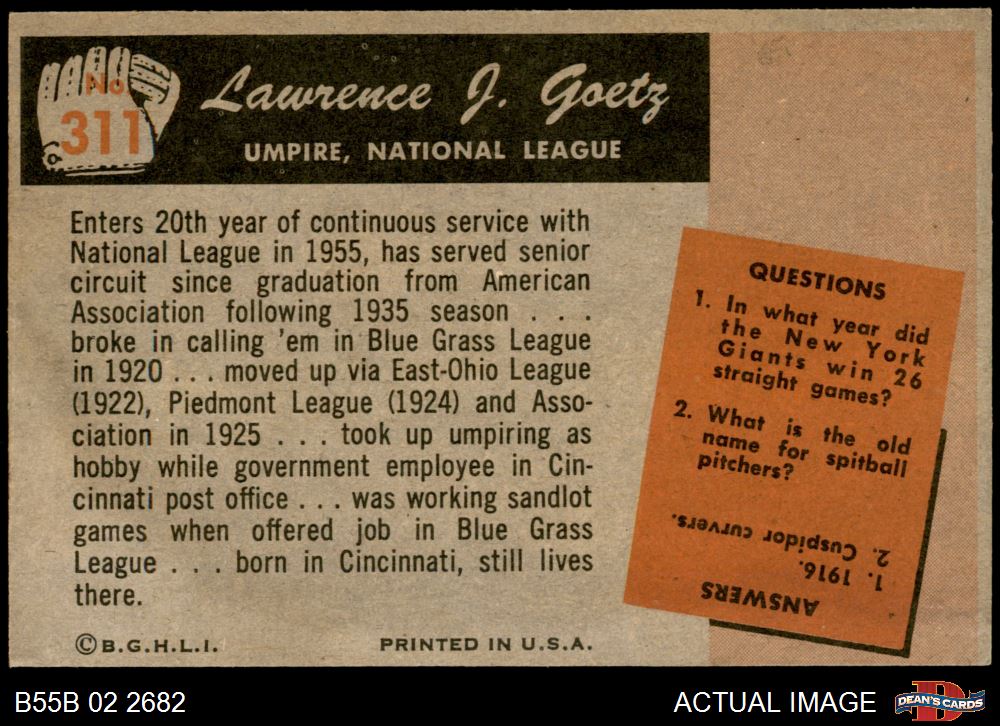 No.
311
Lawrence J. Goetz
UMPIRE, NATIONAL LEAGUE
Enters 20th year of continuous service with
National League in 1955, has served senior
circuit since graduation from American
Association following 1935 season . . .
broke in calling 'em in Blue Grass League
in 1920 . . . moved up via East-Ohio League
(1922), Piedmont League (1924) and Asso-
ciation in 1925 . . . took up umpiring as
hobby while government employee in Cin-
cinnati post office . . . was working sandlot
games when offered job in Blue Grass
League . . . born in Cincinnati, still lives
there.
©B.G.H.L.I. PRINTED IN U.S.A.
QUESTIONS
1. In what year did
the New York
Giants win 26
straight games?
2. What is the old
name for spitball
pitchers?
ANSWERS
1. 1916.
2. Cuspidor curvers.
B55B 02 2682
ACTUAL IMAGE
D
DEAN'S CARDS